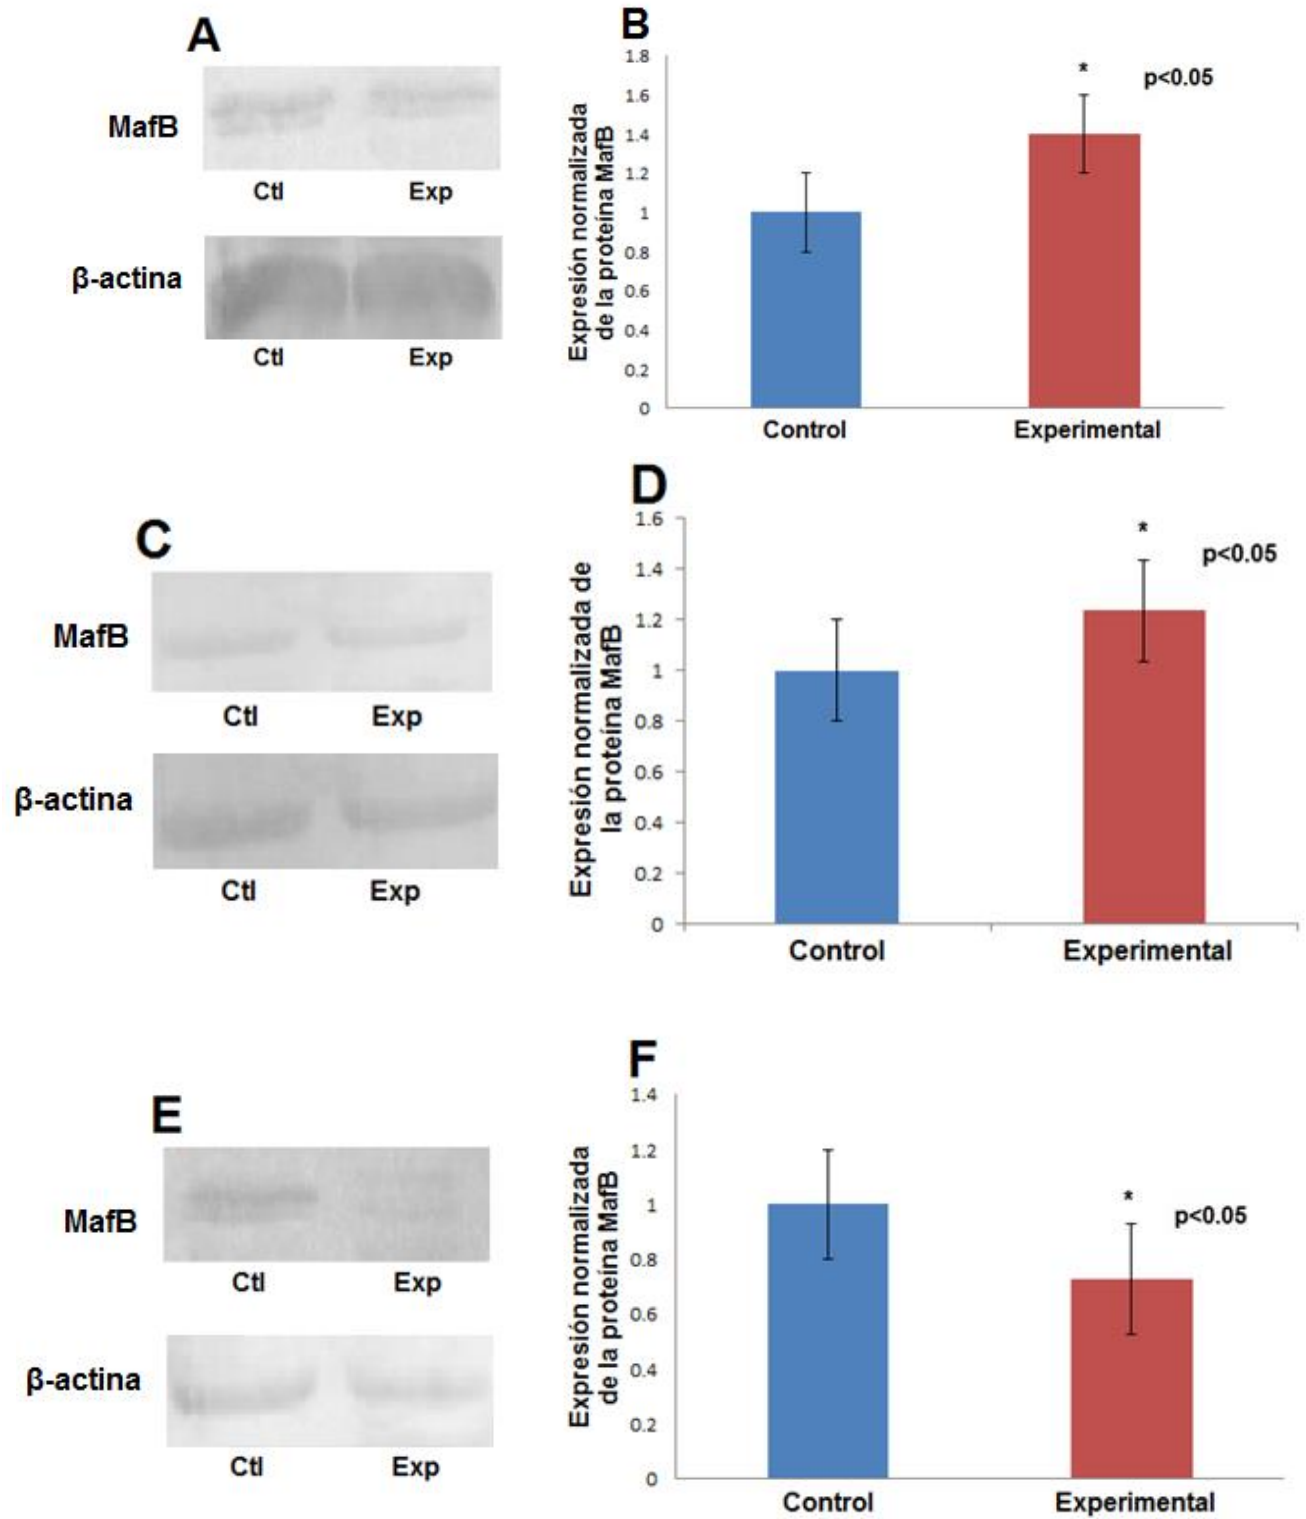 A
MafB
Ctl Exp
β-actina
Ctl Exp
B
Expresión normalizada
de la proteína MafB
1.8
1.6
1.4
1.2
1
0.8
0.6
0.4
0.2
0
*
p<0.05
Control Experimental
C
MafB
Ctl Exp
β-actina
Ctl Exp
D
Expresión normalizada de
la proteína MafB
1.6
1.4
1.2
1
0.8
0.6
0.4
0.2
0
*
p<0.05
Control Experimental
E
MafB
Ctl Exp
β-actina
Ctl Exp
F
Expresión normalizada
de la proteína MafB
1.4
1.2
1
0.8
0.6
0.4
0.2
0
*
p<0.05
Control Experimental